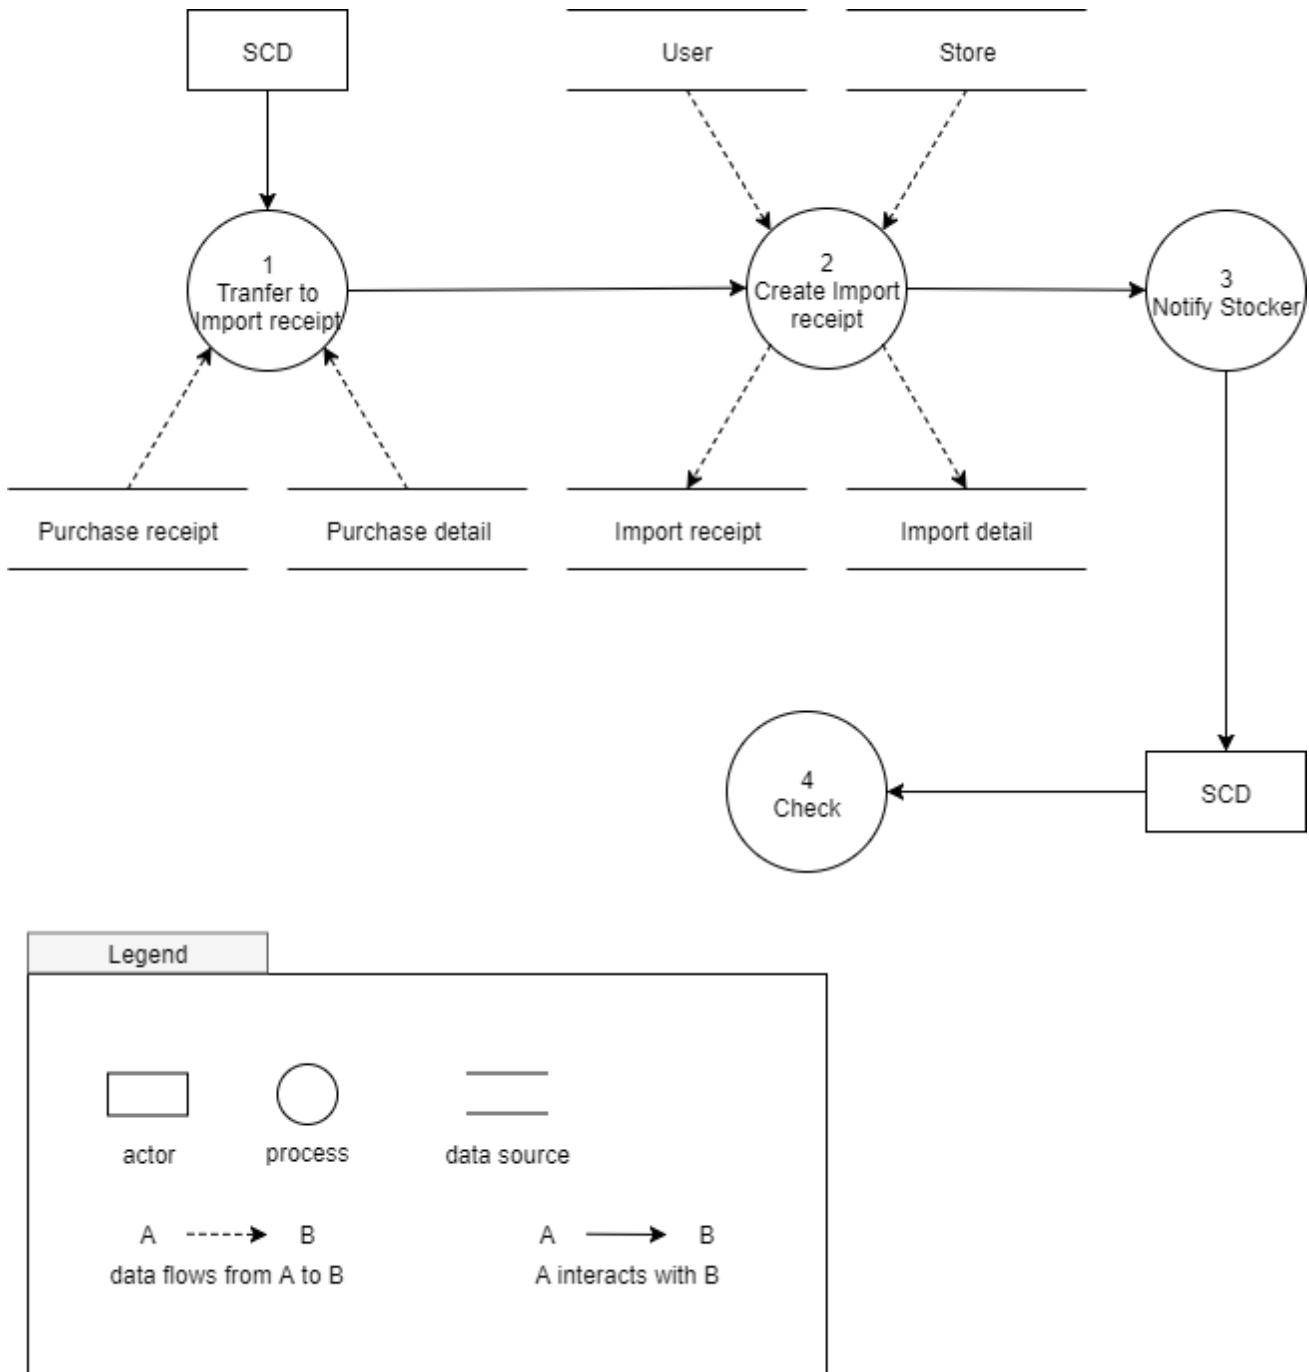 SCD
User
Store
1
Tranfer to
Import receipt
2
Create Import
receipt
3
Notify Stocker
Purchase receipt
Purchase detail
Import receipt
Import detail
4
Check
SCD
Legend
actor
process
data source
A
B
A
B
data flows from A to B
A interacts with B